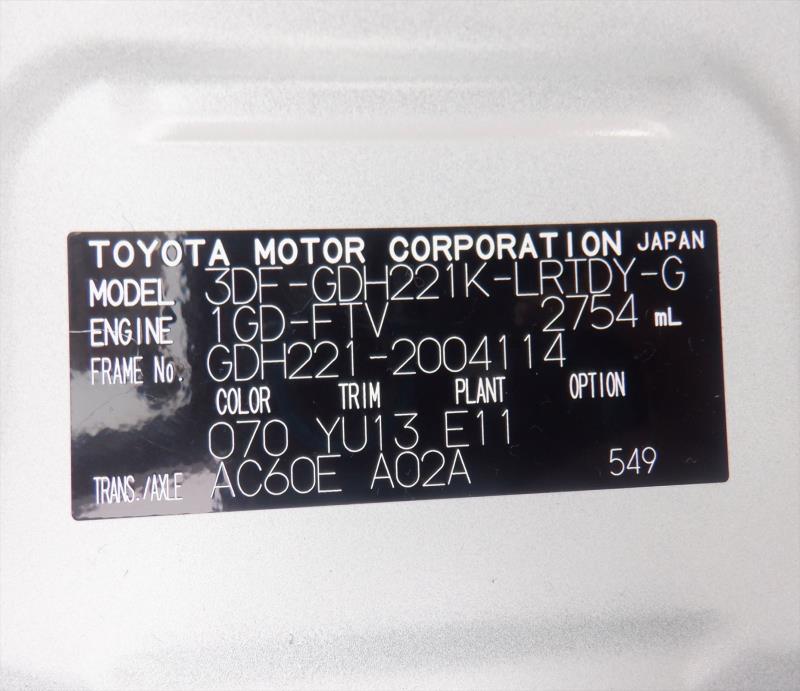 TOYOTA MOTOR CORPORATION JAPAN
MODEL 3DF-GDH221K-LRTDY-G
ENGINE 1GD-FTV 2754 mL
FRAME No. GDH221-2004114
COLOR TRIM PLANT OPTION
070 YU13 E11
TRANS./AXLE AC60E A02A 549